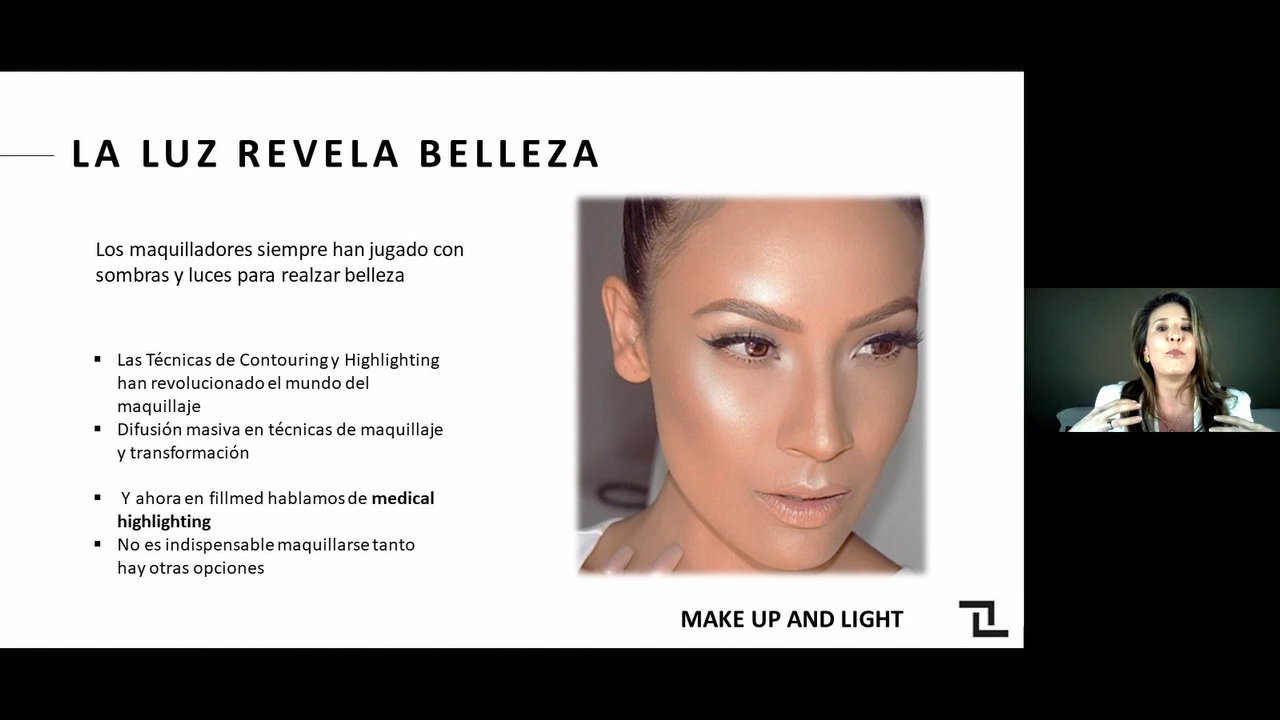 LA LUZ REVELA BELLEZA
Los maquilladores siempre han jugado con
sombras y luces para realzar belleza
▪ Las Técnicas de Contouring y Highlighting
han revolucionado el mundo del
maquillaje
▪ Difusión masiva en técnicas de maquillaje
y transformación
▪ Y ahora en fillmed hablamos de medical
highlighting
▪ No es indispensable maquillarse tanto
hay otras opciones
MAKE UP AND LIGHT